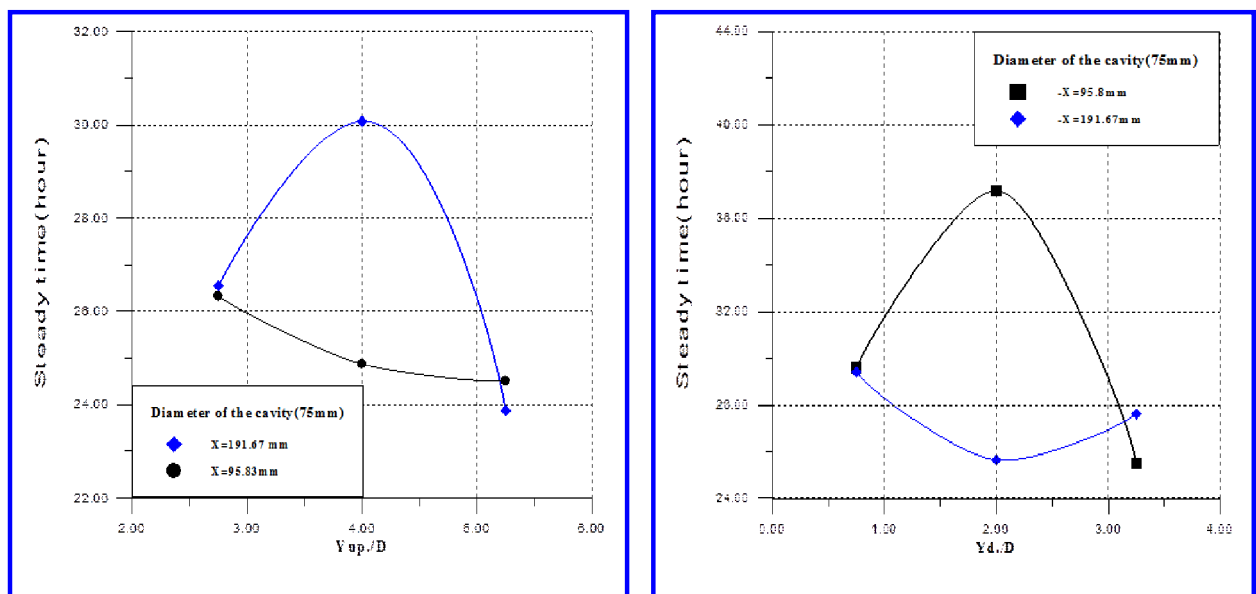 32.00
30.00
28.00
26.00
24.00
22.00
Steady time(hour)
Diameter of the cavity(75mm)
X=191.67 mm
X=95.83mm
2.00 3.00 4.00 5.00 6.00
Yup./D
44.00
40.00
36.00
32.00
28.00
24.00
Steady time(hour)
Diameter of the cavity(75mm)
-X=95.8mm
-X=191.67mm
0.00 1.00 2.00 3.00 4.00
Yd./D